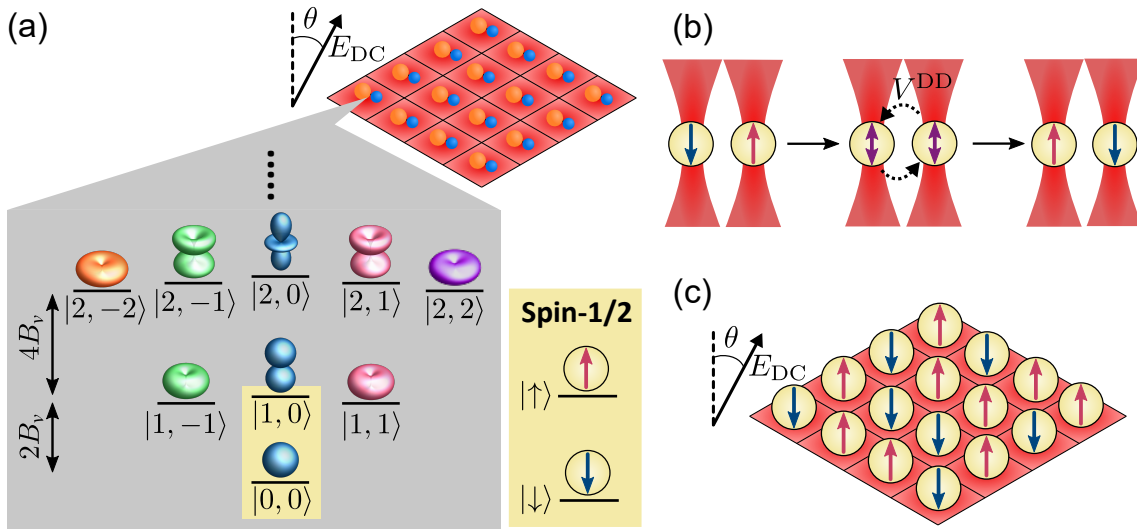 (a)
θ
E_DC
|2, −2⟩
|2, −1⟩
|2, 0⟩
|2, 1⟩
|2, 2⟩
4B_v
|1, −1⟩
|1, 0⟩
|1, 1⟩
2B_v
|0, 0⟩
Spin-1/2
|↑⟩
|↓⟩
(b)
V^DD
(c)
θ
E_DC